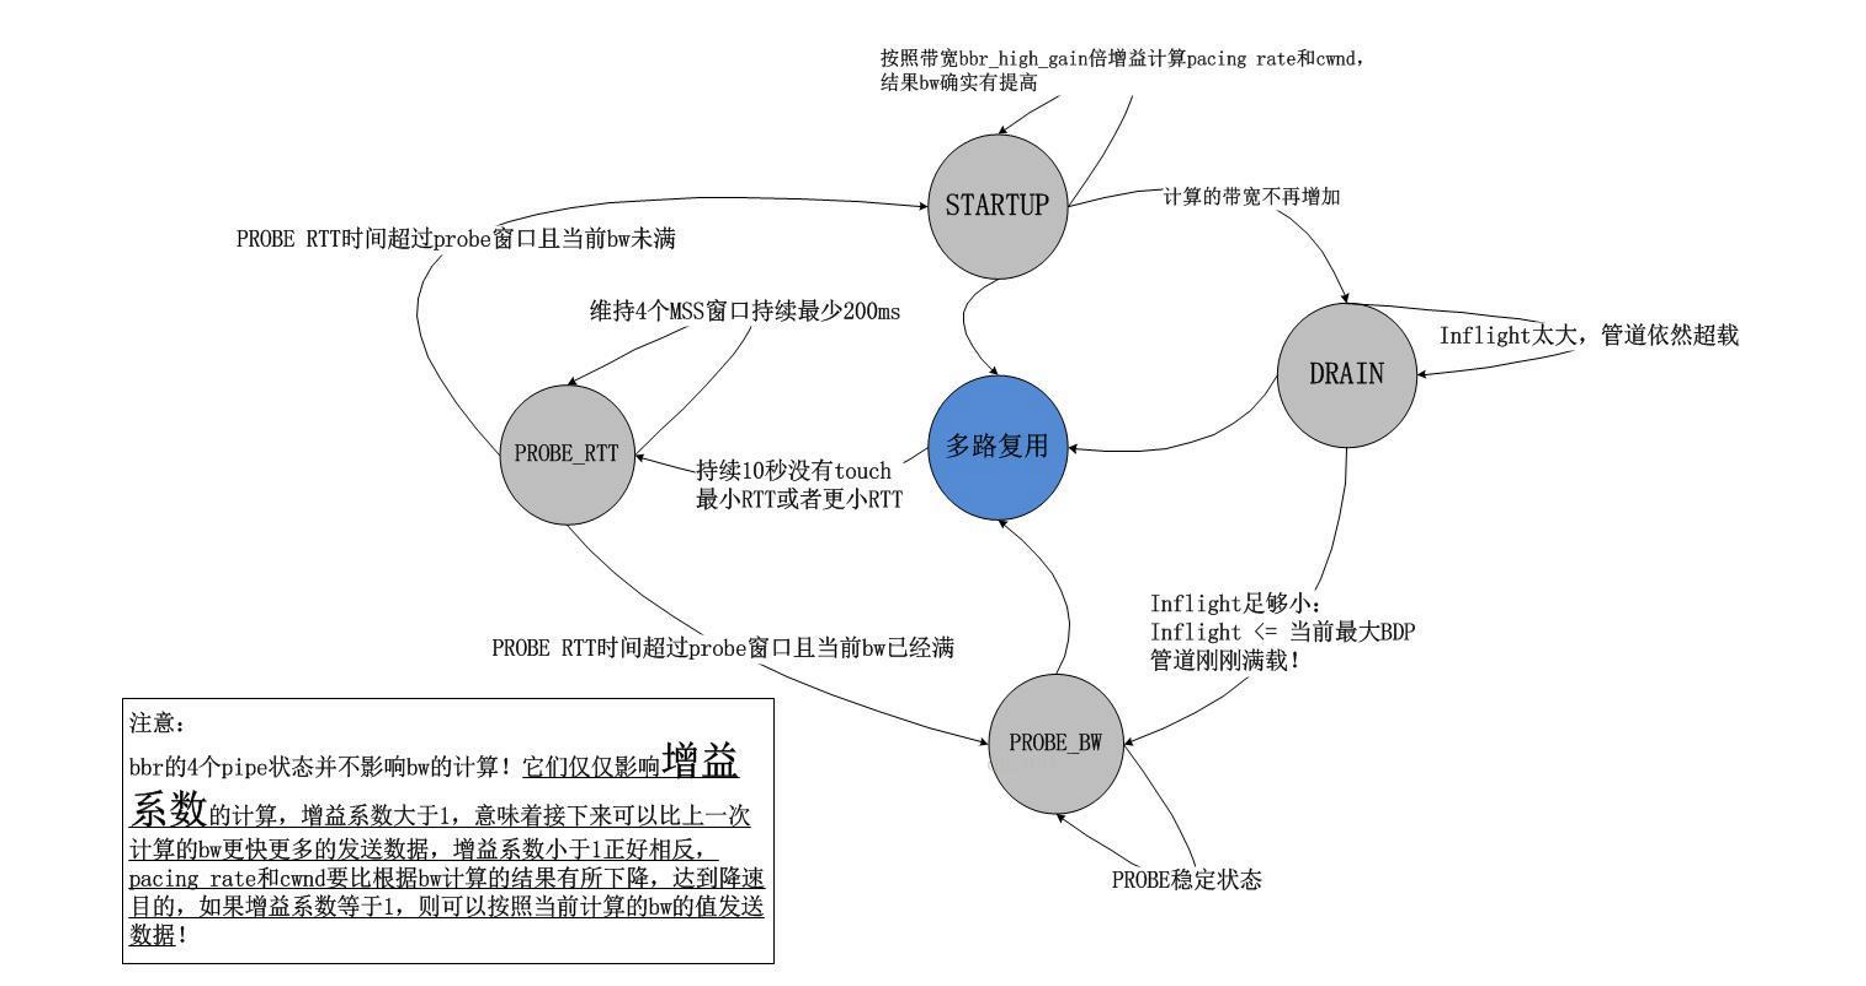 按照带宽bbr_high_gain倍增益计算pacing rate和cwnd，
结果bw确实有提高
STARTUP
计算的带宽不再增加
PROBE RTT时间超过probe窗口且当前bw未满
维持4个MSS窗口持续最少200ms
Inflight太大，管道依然超载
DRAIN
PROBE_RTT
多路复用
持续10秒没有touch
最小RTT或者更小RTT
Inflight足够小：
Inflight <= 当前最大BDP
管道刚刚满载！
PROBE RTT时间超过probe窗口且当前bw已经满
PROBE_BW
PROBE稳定状态
注意：
bbr的4个pipe状态并不影响bw的计算！它们仅仅影响增益
系数的计算，增益系数大于1，意味着接下来可以比上一次
计算的bw更快更多的发送数据，增益系数小于1正好相反，
pacing rate和cwnd要比根据bw计算的结果有所下降，达到降速
目的，如果增益系数等于1，则可以按照当前计算的bw的值发送
数据！